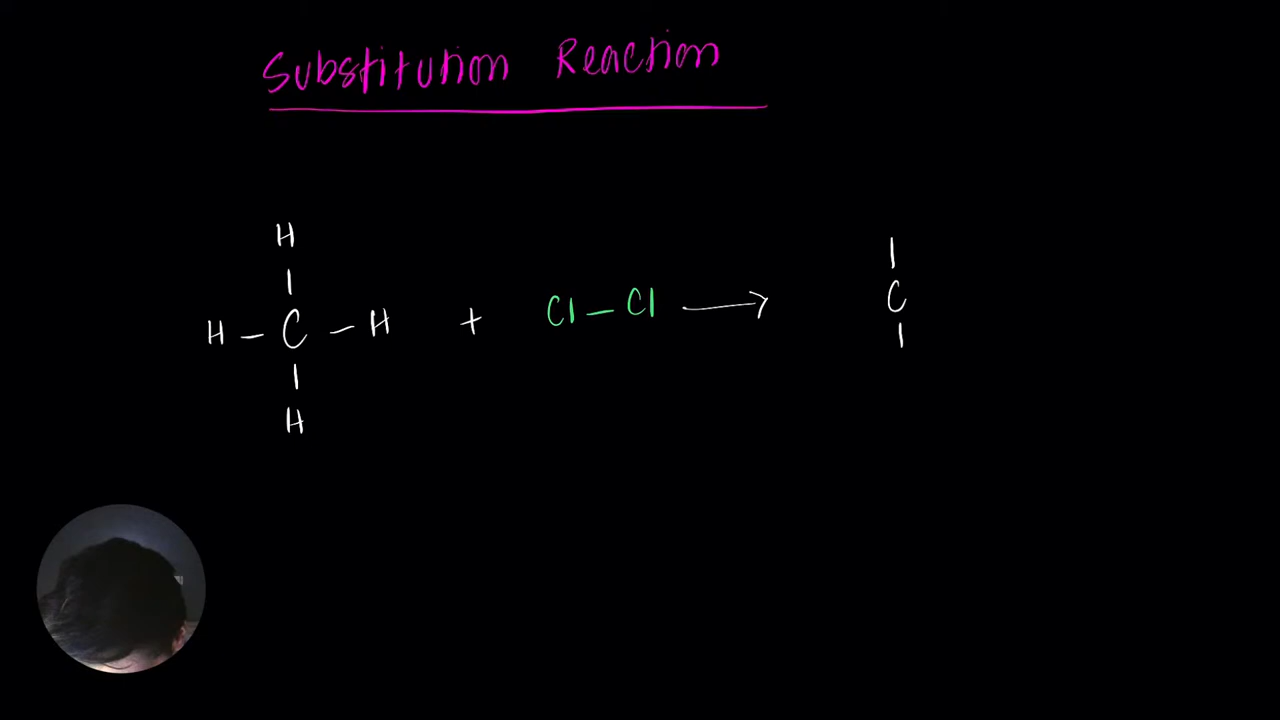 Substitution Reaction
H
|
H – C – H + Cl – Cl ⟶
|
H
|
C
|